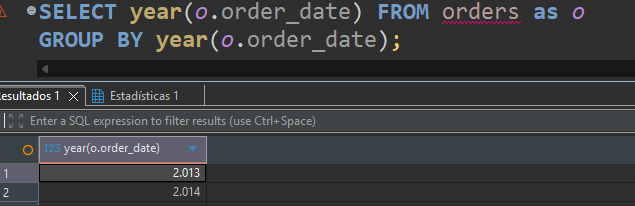 SELECT year(o.order_date) FROM orders as o
GROUP BY year(o.order_date);
esultados 1
Estadísticas 1
Enter a SQL expression to filter results (use Ctrl+Space)
123 year(o.order_date)
1 2.013
2 2.014